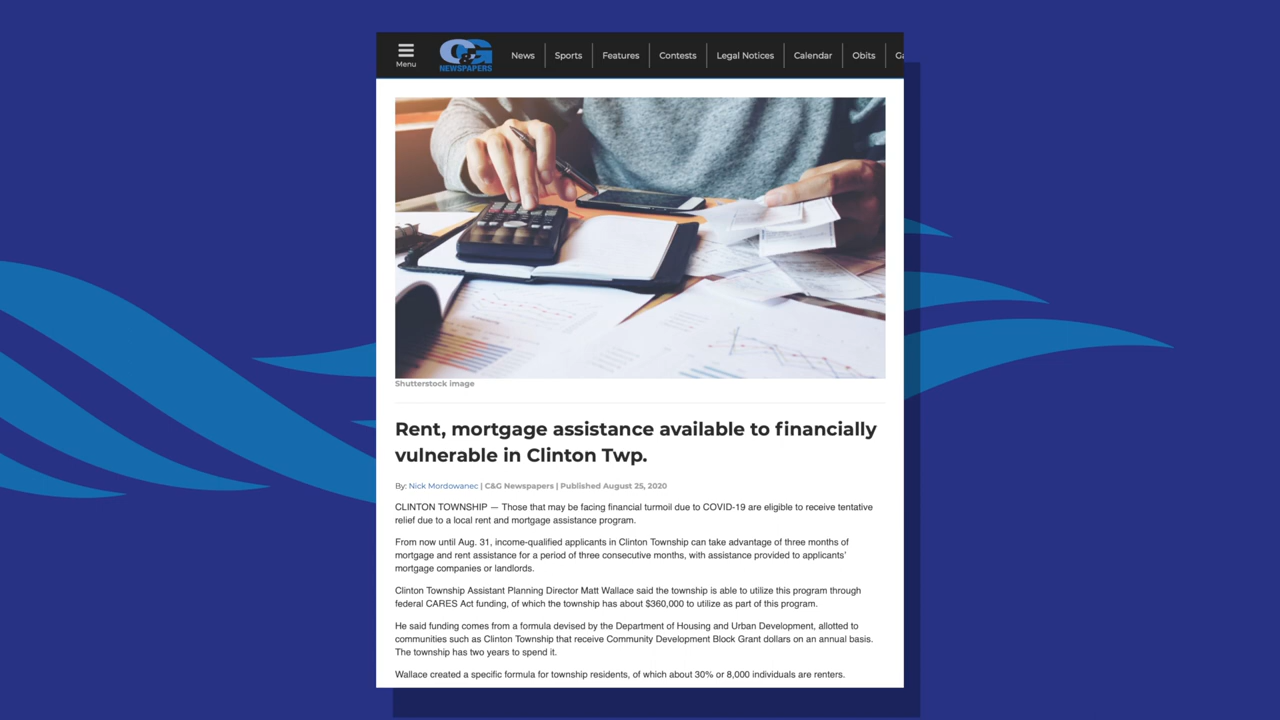 Menu
C&G
NEWSPAPERS
News
Sports
Features
Contests
Legal Notices
Calendar
Obits
Ga
Shutterstock image
Rent, mortgage assistance available to financially
vulnerable in Clinton Twp.
By: Nick Mordowanec | C&G Newspapers | Published August 25, 2020
CLINTON TOWNSHIP — Those that may be facing financial turmoil due to COVID-19 are eligible to receive tentative
relief due to a local rent and mortgage assistance program.
From now until Aug. 31, income-qualified applicants in Clinton Township can take advantage of three months of
mortgage and rent assistance for a period of three consecutive months, with assistance provided to applicants’
mortgage companies or landlords.
Clinton Township Assistant Planning Director Matt Wallace said the township is able to utilize this program through
federal CARES Act funding, of which the township has about $360,000 to utilize as part of this program.
He said funding comes from a formula devised by the Department of Housing and Urban Development, allotted to
communities such as Clinton Township that receive Community Development Block Grant dollars on an annual basis.
The township has two years to spend it.
Wallace created a specific formula for township residents, of which about 30% or 8,000 individuals are renters.